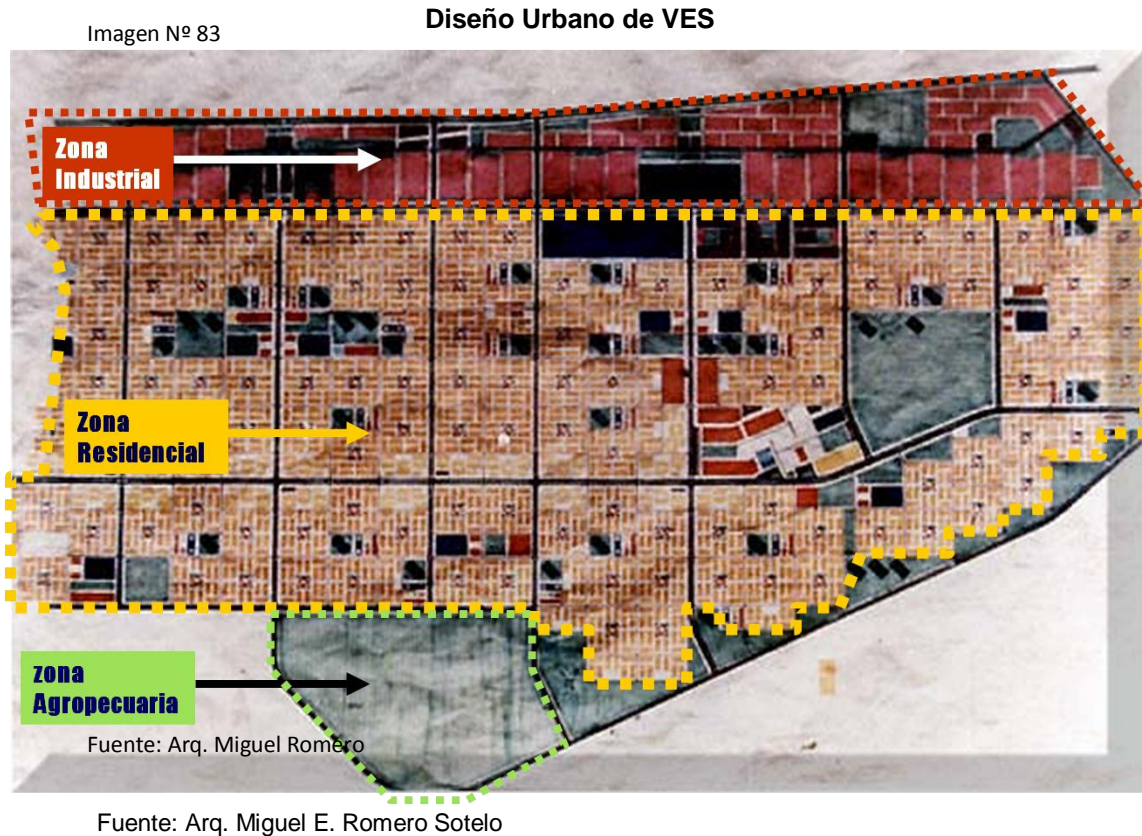 Diseño Urbano de VES
Imagen Nº 83
Zona
Industrial
Zona
Residencial
zona
Agropecuaria
Fuente: Arq. Miguel Romero
Fuente: Arq. Miguel E. Romero Sotelo